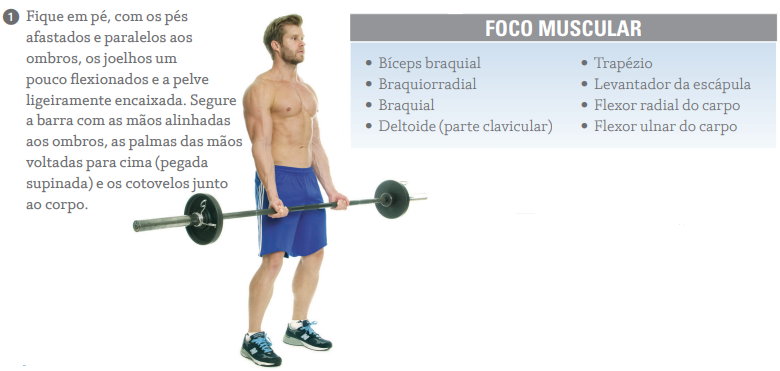 1 Fique em pé, com os pés
afastados e paralelos aos
ombros, os joelhos um
pouco flexionados e a pelve
ligeiramente encaixada. Segure
a barra com as mãos alinhadas
aos ombros, as palmas das mãos
voltadas para cima (pegada
supinada) e os cotovelos junto
ao corpo.
FOCO MUSCULAR
• Bíceps braquial
• Braquiorradial
• Braquial
• Deltoide (parte clavicular)
• Trapézio
• Levantador da escápula
• Flexor radial do carpo
• Flexor ulnar do carpo